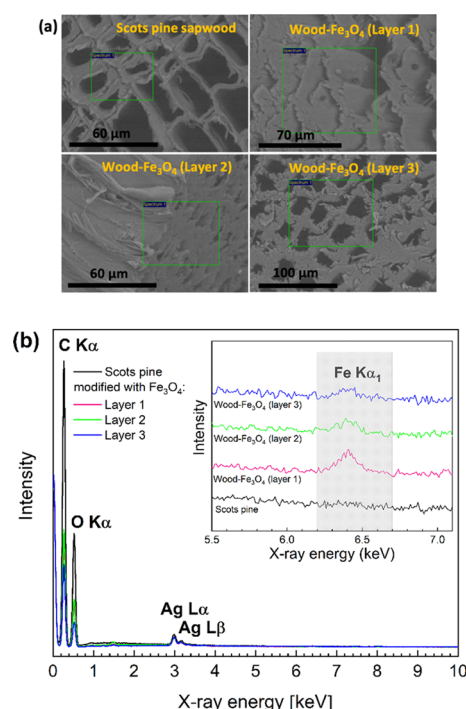 (a)
Scots pine sapwood
Spectrum 1
60 μm
Wood-Fe₃O₄ (Layer 1)
Spectrum 1
70 μm
Wood-Fe₃O₄ (Layer 2)
Spectrum 1
60 μm
Wood-Fe₃O₄ (Layer 3)
Spectrum 1
100 μm
(b)
C Kα
Scots pine
modified with Fe₃O₄:
Layer 1
Layer 2
Layer 3
O Kα
Ag Lα
Ag Lβ
Intensity
0 1 2 3 4 5 6 7 8 9 10
X-ray energy [keV]
Fe Kα₁
Wood-Fe₃O₄ (layer 3)
Wood-Fe₃O₄ (layer 2)
Wood-Fe₃O₄ (layer 1)
Scots pine
Intensity
5.5 6.0 6.5 7.0
X-ray energy (keV)